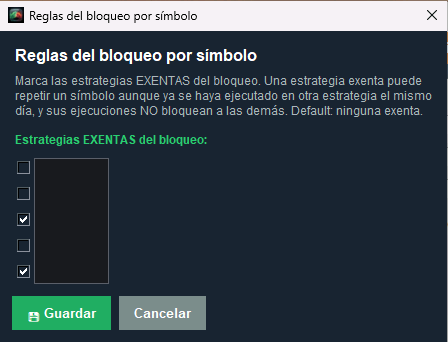 Reglas del bloqueo por símbolo
Reglas del bloqueo por símbolo
Marca las estrategias EXENTAS del bloqueo. Una estrategia exenta puede
repetir un símbolo aunque ya se haya ejecutado en otra estrategia el mismo
día, y sus ejecuciones NO bloquean a las demás. Default: ninguna exenta.
Estrategias EXENTAS del bloqueo:
Guardar
Cancelar